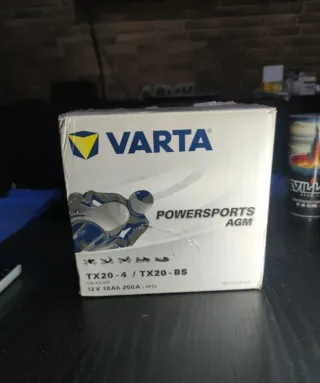 VARTA
POWERSPORTS
AGM
TX20-4 / TX20-BS
12V 18Ah 250A